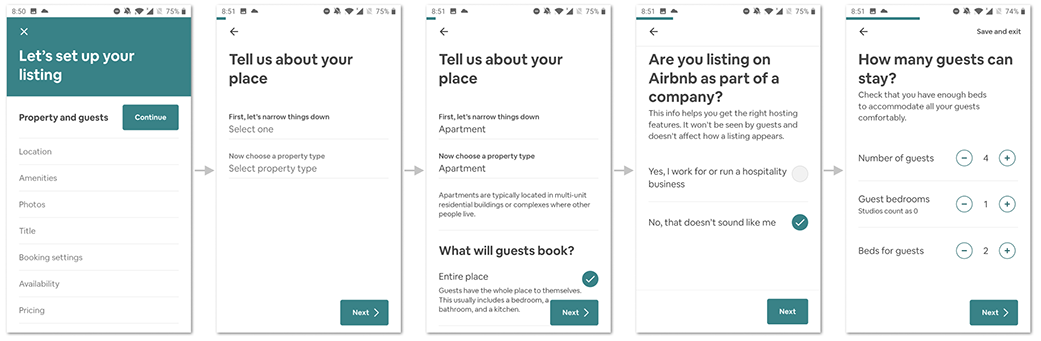 8:50
75%
Let's set up your
listing
Property and guests
Continue
Location
Amenities
Photos
Title
Booking settings
Availability
Pricing
8:51
75%
Tell us about your
place
First, let's narrow things down
Select one
Now choose a property type
Select property type
Next
8:51
75%
Tell us about your
place
First, let's narrow things down
Apartment
Now choose a property type
Apartment
Apartments are typically located in multi-unit
residential buildings or complexes where other
people live.
What will guests book?
Entire place
Guests have the whole place to themselves.
This usually includes a bedroom, a
bathroom, and a kitchen.
Next
8:51
75%
Are you listing on
Airbnb as part of a
company?
This info helps you get the right hosting
features. It won't be seen by guests and
doesn't affect how a listing appears.
Yes, I work for or run a hospitality
business
No, that doesn't sound like me
Next
8:51
74%
Save and exit
How many guests can
stay?
Check that you have enough beds
to accommodate all your guests
comfortably.
Number of guests
4
Guest bedrooms
Studios count as 0
1
Beds for guests
2
Next